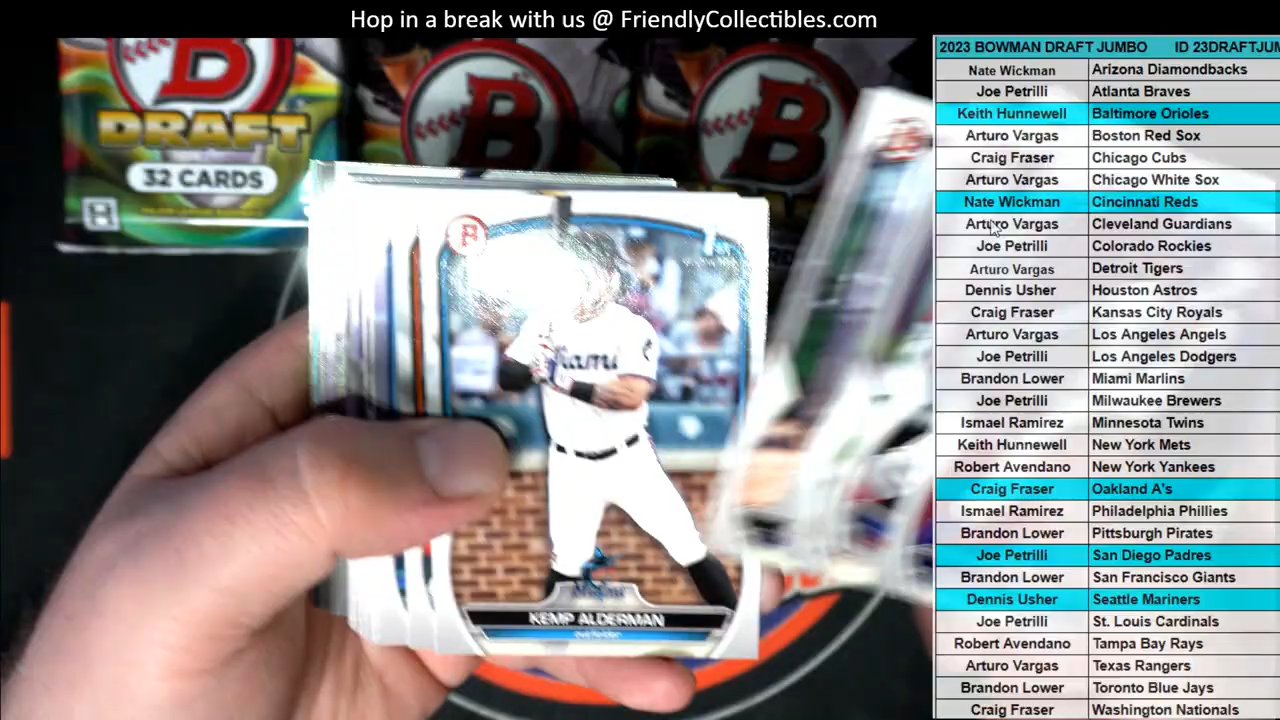 Hop in a break with us @ FriendlyCollectibles.com
2023 BOWMAN DRAFT JUMBO ID 23DRAFTJUM
Nate Wickman Arizona Diamondbacks
Joe Petrilli Atlanta Braves
Keith Hunnewell Baltimore Orioles
Arturo Vargas Boston Red Sox
Craig Fraser Chicago Cubs
Arturo Vargas Chicago White Sox
Nate Wickman Cincinnati Reds
Arturo Vargas Cleveland Guardians
Joe Petrilli Colorado Rockies
Arturo Vargas Detroit Tigers
Dennis Usher Houston Astros
Craig Fraser Kansas City Royals
Arturo Vargas Los Angeles Angels
Joe Petrilli Los Angeles Dodgers
Brandon Lower Miami Marlins
Joe Petrilli Milwaukee Brewers
Ismael Ramirez Minnesota Twins
Keith Hunnewell New York Mets
Robert Avendano New York Yankees
Craig Fraser Oakland A's
Ismael Ramirez Philadelphia Phillies
Brandon Lower Pittsburgh Pirates
Joe Petrilli San Diego Padres
Brandon Lower San Francisco Giants
Dennis Usher Seattle Mariners
Joe Petrilli St. Louis Cardinals
Robert Avendano Tampa Bay Rays
Arturo Vargas Texas Rangers
Brandon Lower Toronto Blue Jays
Craig Fraser Washington Nationals
B
DRAFT
32 CARDS
H
B
B
KEMP ALDERMAN